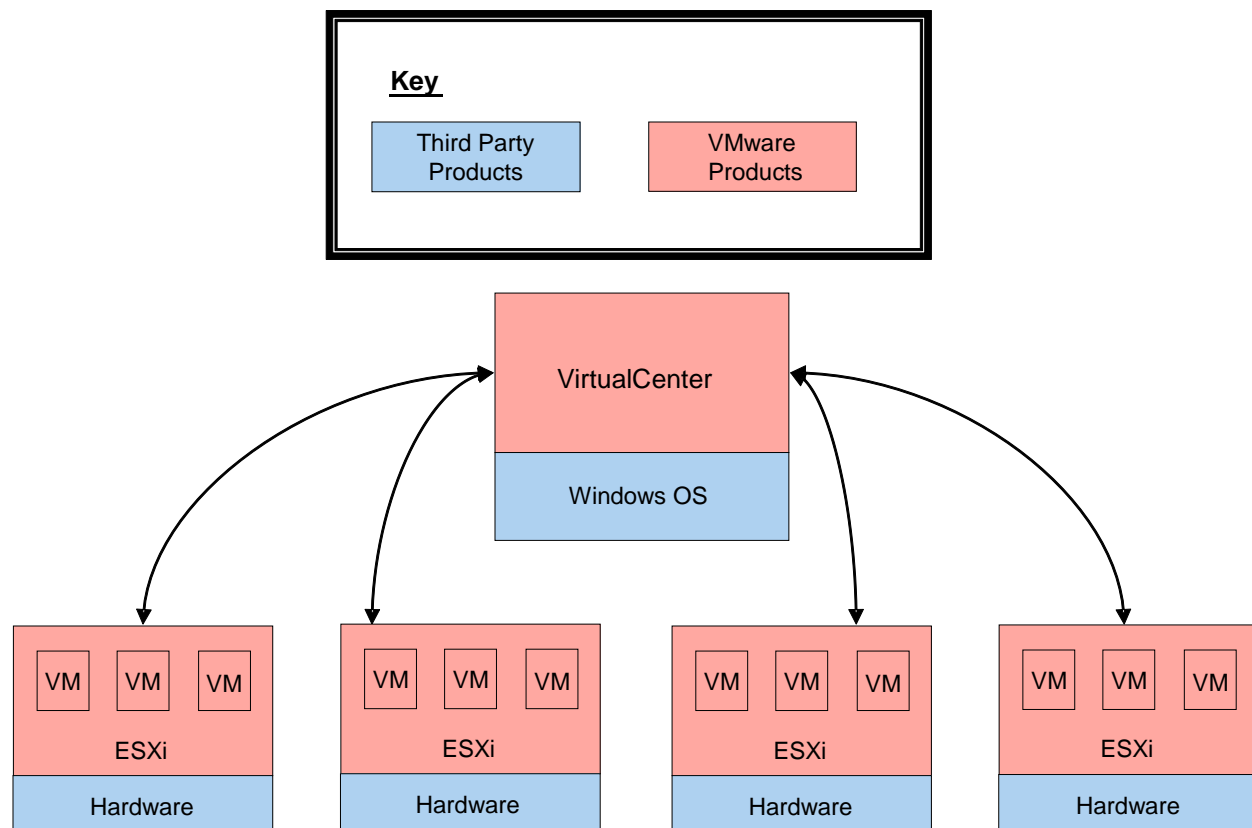 Key
Third Party
Products
VMware
Products
VirtualCenter
Windows OS
VM VM VM
ESXi
Hardware
VM VM VM
ESXi
Hardware
VM VM VM
ESXi
Hardware
VM VM VM
ESXi
Hardware